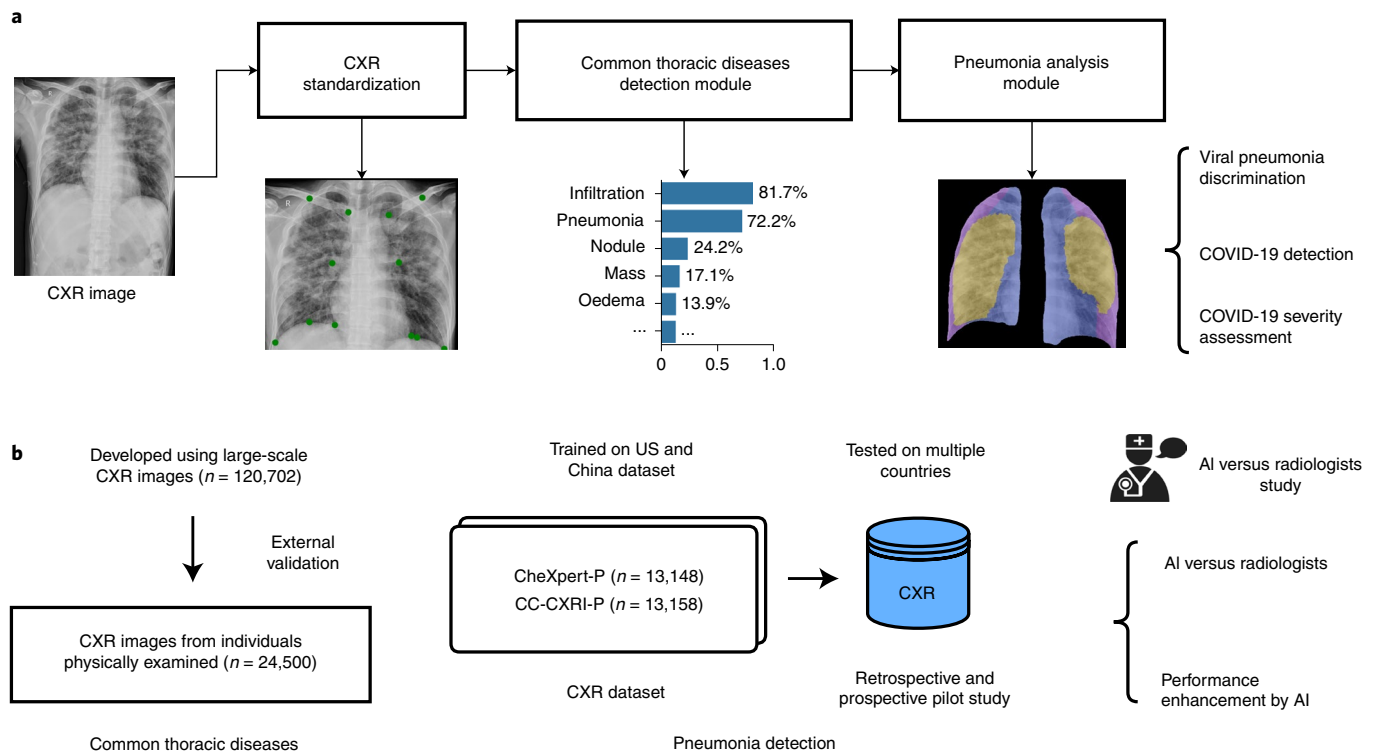 a
CXR
standardization
Common thoracic diseases
detection module
Pneumonia analysis
module
CXR image
R
Infiltration 81.7%
Pneumonia 72.2%
Nodule 24.2%
Mass 17.1%
Oedema 13.9%
... ...
0 0.5 1.0
Viral pneumonia
discrimination
COVID-19 detection
COVID-19 severity
assessment
b
Developed using large-scale
CXR images (n = 120,702)
External
validation
CXR images from individuals
physically examined (n = 24,500)
Common thoracic diseases
Trained on US and
China dataset
CheXpert-P (n = 13,148)
CC-CXRI-P (n = 13,158)
CXR dataset
Tested on multiple
countries
CXR
Retrospective and
prospective pilot study
Pneumonia detection
AI versus radiologists
study
AI versus radiologists
Performance
enhancement by AI